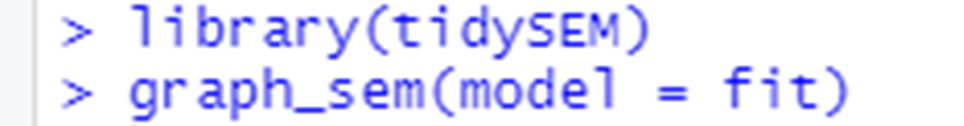 > library(tidySEM)
> graph_sem(model = fit)